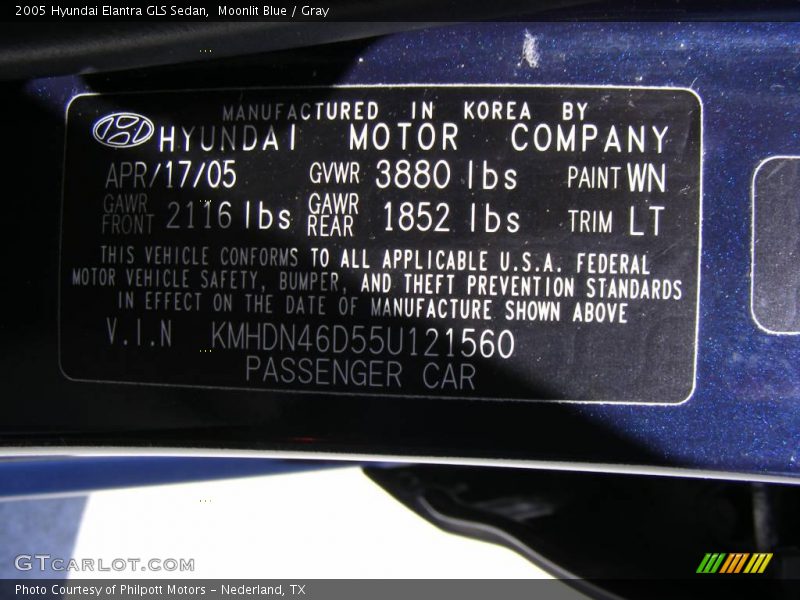 2005 Hyundai Elantra GLS Sedan,  Moonlit Blue / Gray
MANUFACTURED IN KOREA BY
HYUNDAI MOTOR COMPANY
APR/17/05 GVWR 3880 lbs PAINT WN
GAWR FRONT 2116 lbs GAWR REAR 1852 lbs TRIM LT
THIS VEHICLE CONFORMS TO ALL APPLICABLE U.S.A. FEDERAL
MOTOR VEHICLE SAFETY, BUMPER, AND THEFT PREVENTION STANDARDS
IN EFFECT ON THE DATE OF MANUFACTURE SHOWN ABOVE
V.I.N KMHDN46D55U121560
PASSENGER CAR
GTCARLOT.COM
Photo Courtesy of Philpott Motors - Nederland, TX